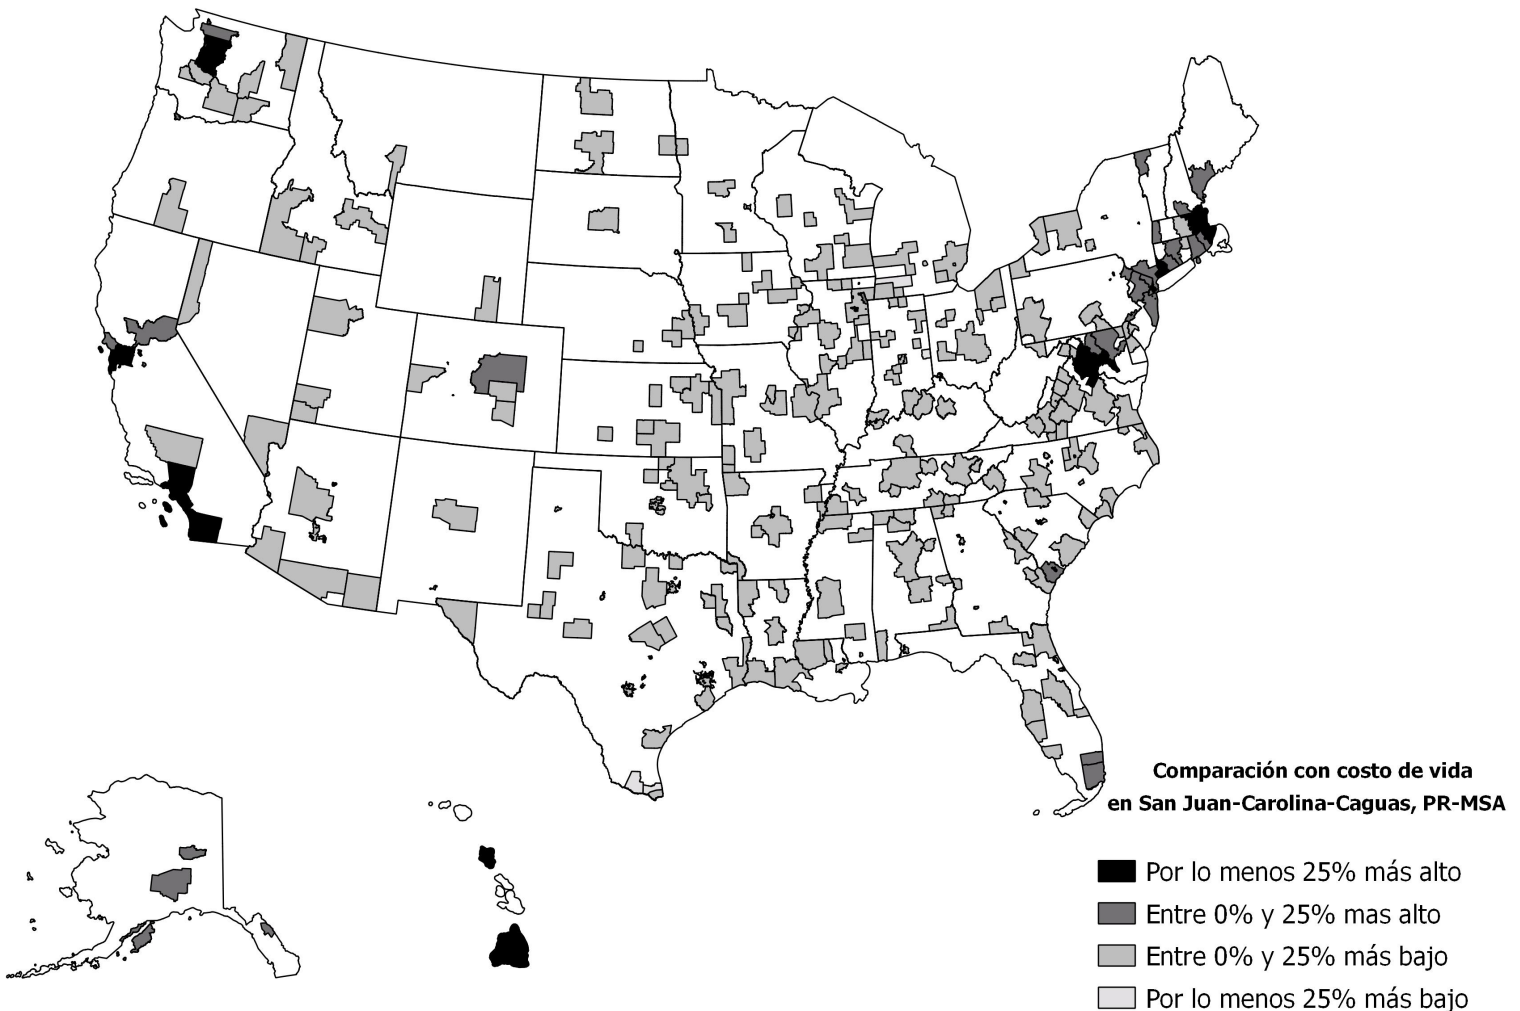 Comparación con costo de vida
en San Juan-Carolina-Caguas, PR-MSA
Por lo menos 25% más alto
Entre 0% y 25% mas alto
Entre 0% y 25% más bajo
Por lo menos 25% más bajo